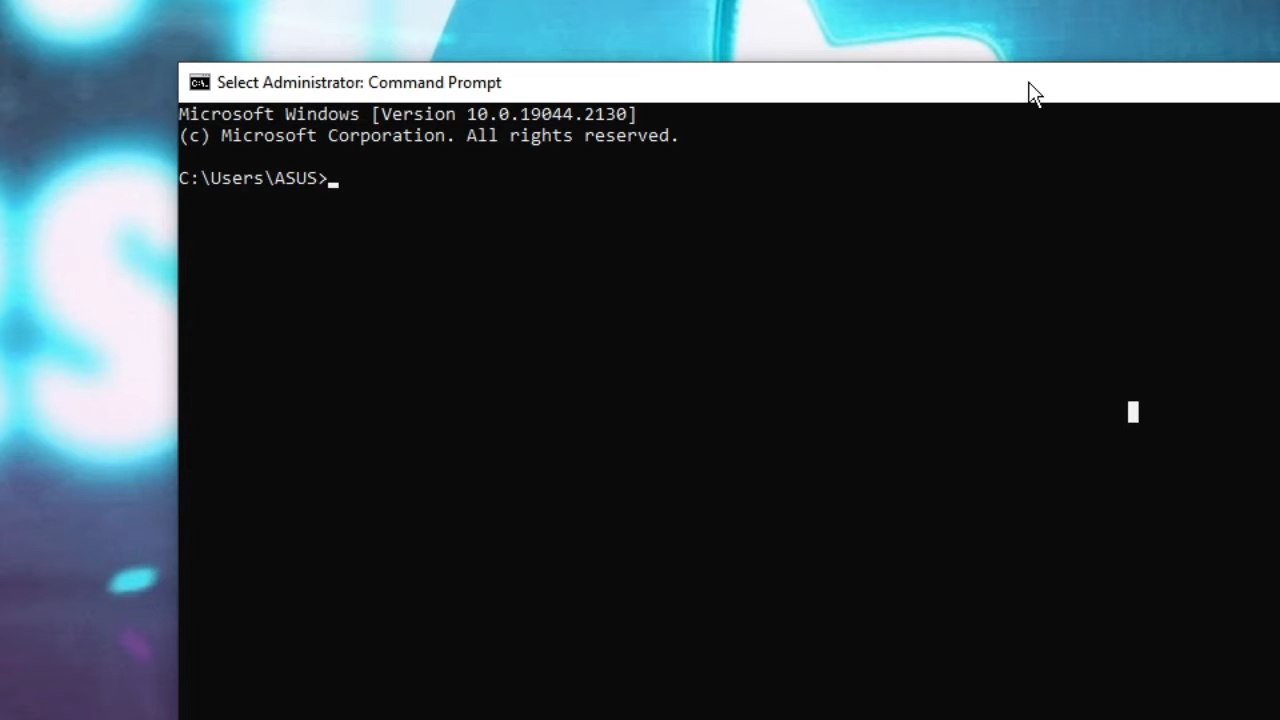 Select Administrator: Command Prompt
Microsoft Windows [Version 10.0.19044.2130]
(c) Microsoft Corporation. All rights reserved.
C:\Users\ASUS>
S